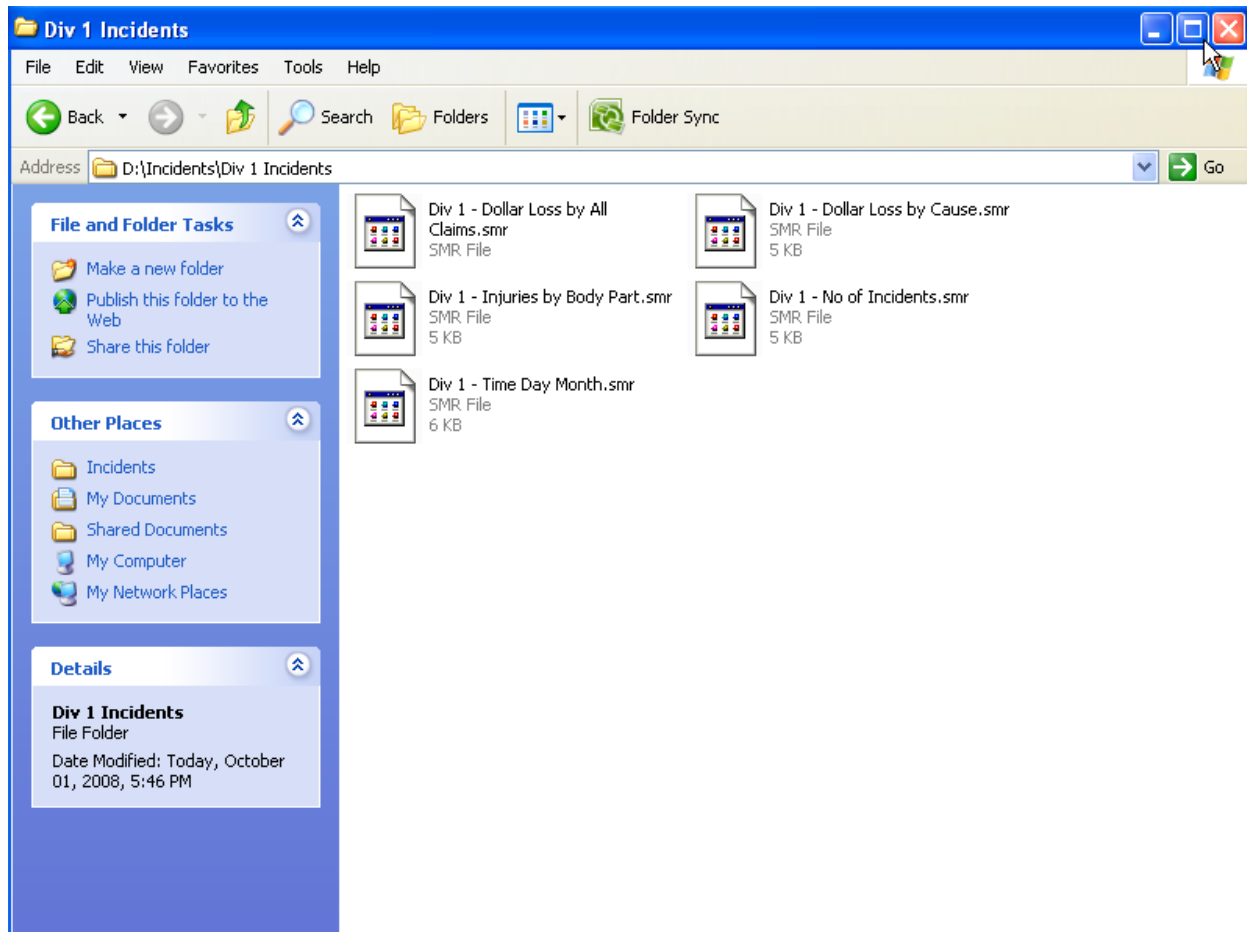 Div 1 Incidents
File Edit View Favorites Tools Help
Back Search Folders Folder Sync
Address D:\Incidents\Div 1 Incidents Go
File and Folder Tasks
Make a new folder
Publish this folder to the
Web
Share this folder
Other Places
Incidents
My Documents
Shared Documents
My Computer
My Network Places
Details
Div 1 Incidents
File Folder
Date Modified: Today, October
01, 2008, 5:46 PM
Div 1 - Dollar Loss by All
Claims.smr
SMR File
Div 1 - Dollar Loss by Cause.smr
SMR File
5 KB
Div 1 - Injuries by Body Part.smr
SMR File
5 KB
Div 1 - No of Incidents.smr
SMR File
5 KB
Div 1 - Time Day Month.smr
SMR File
6 KB